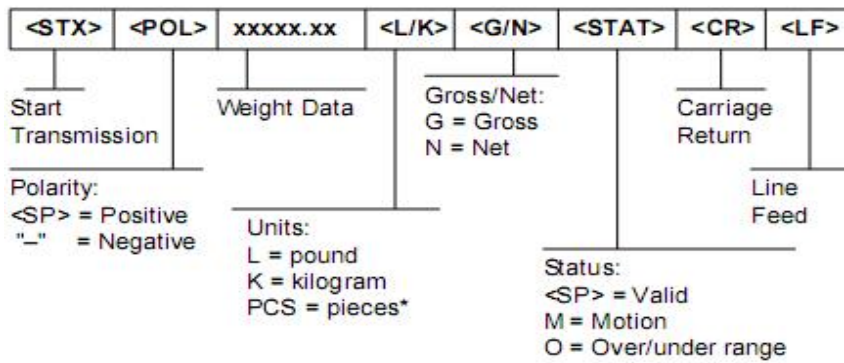 <STX> <POL> xxxxx.xx <L/K> <G/N> <STAT> <CR> <LF>
Start
Transmission
Weight Data
Gross/Net:
G = Gross
N = Net
Carriage
Return
Polarity:
<SP> = Positive
"–" = Negative
Units:
L = pound
K = kilogram
PCS = pieces*
Line
Feed
Status:
<SP> = Valid
M = Motion
O = Over/under range